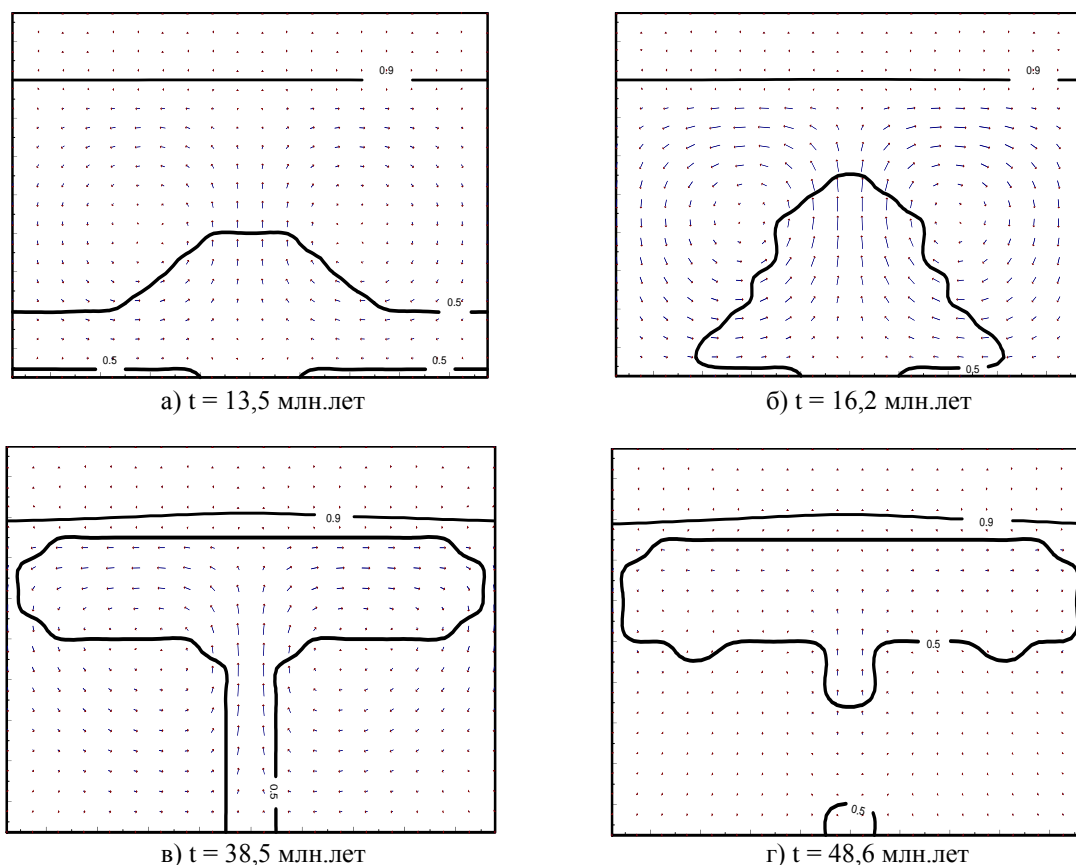 0.9
0.9
0.5
0.5
0.5
0,5
а) t = 13,5 млн.лет
б) t = 16,2 млн.лет
0.9
0.9
0.5
0.5
0.5
в) t = 38,5 млн.лет
г) t = 48,6 млн.лет